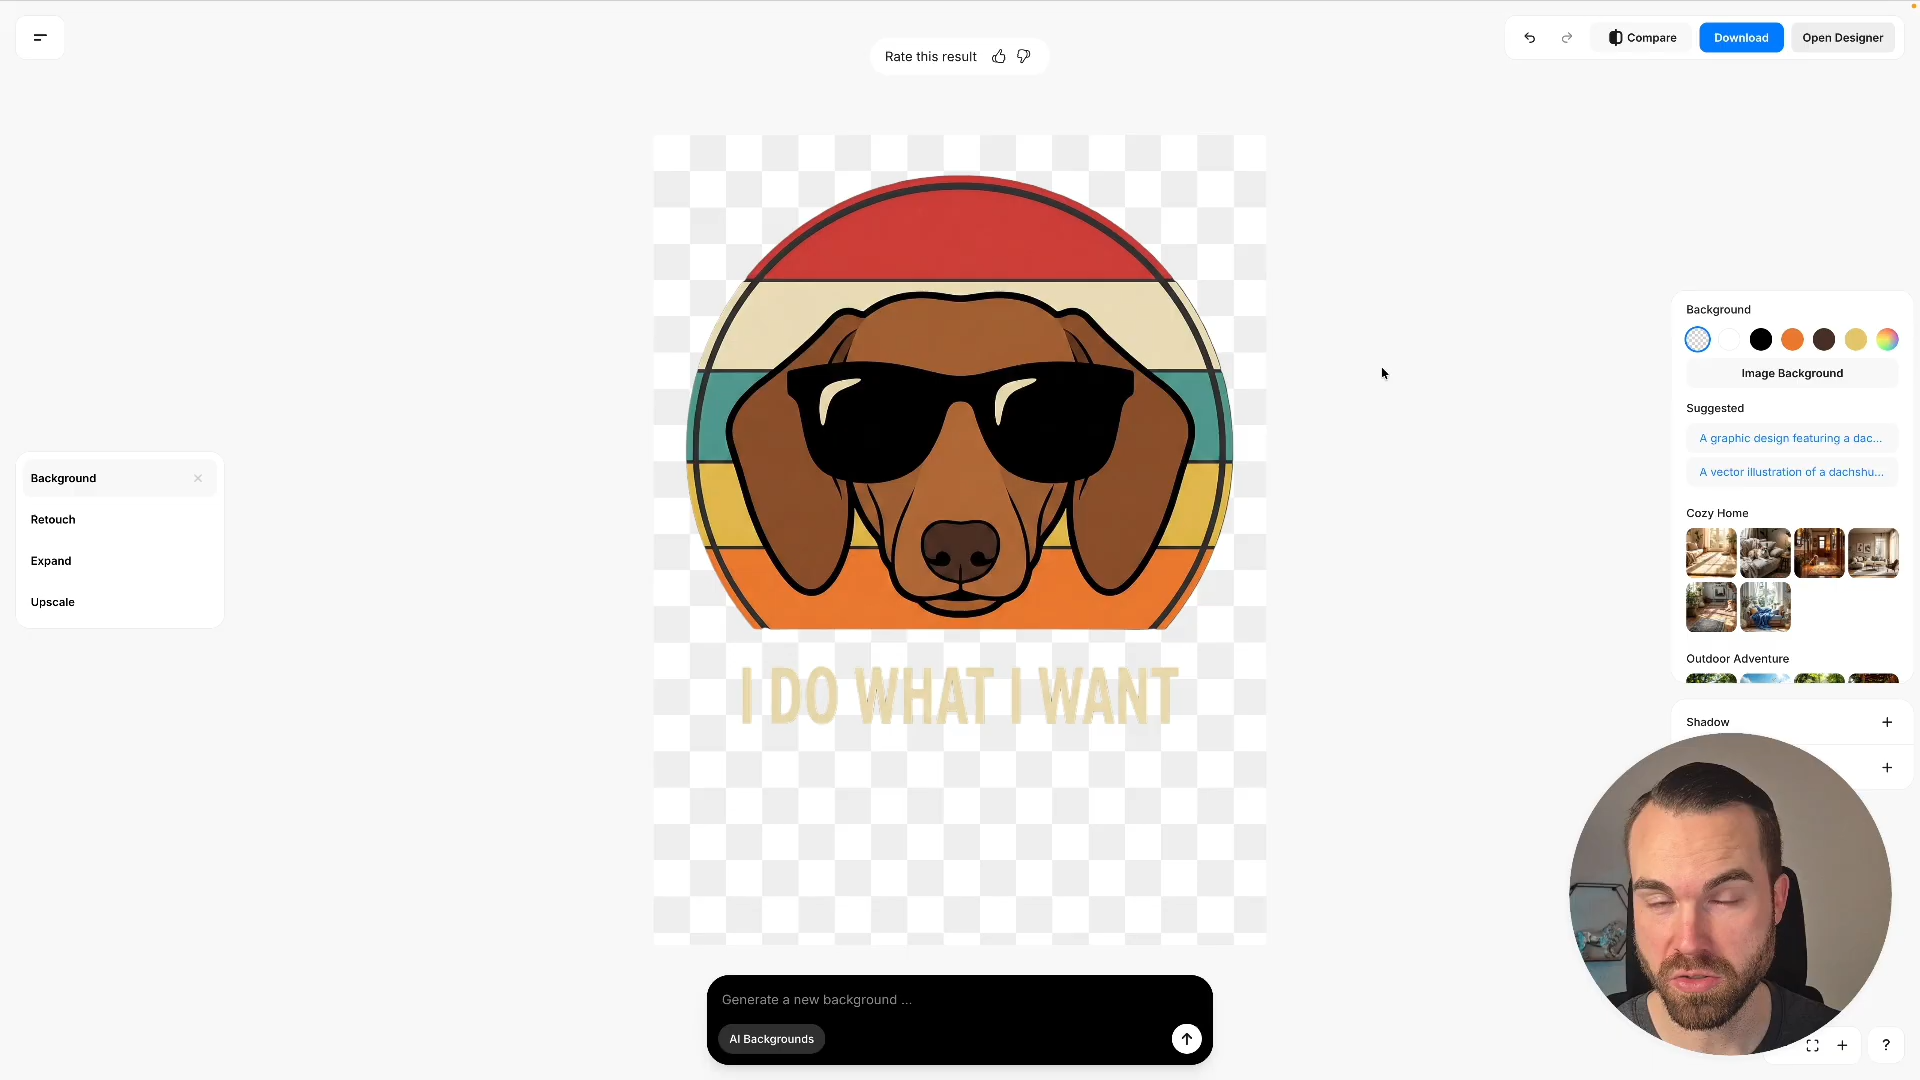 Rate this result
Compare
Download
Open Designer
Background
Retouch
Expand
Upscale
I DO WHAT I WANT
Background
Image Background
Suggested
A graphic design featuring a dac...
A vector illustration of a dachshu...
Cozy Home
Outdoor Adventure
Shadow
Generate a new background ...
AI Backgrounds
?